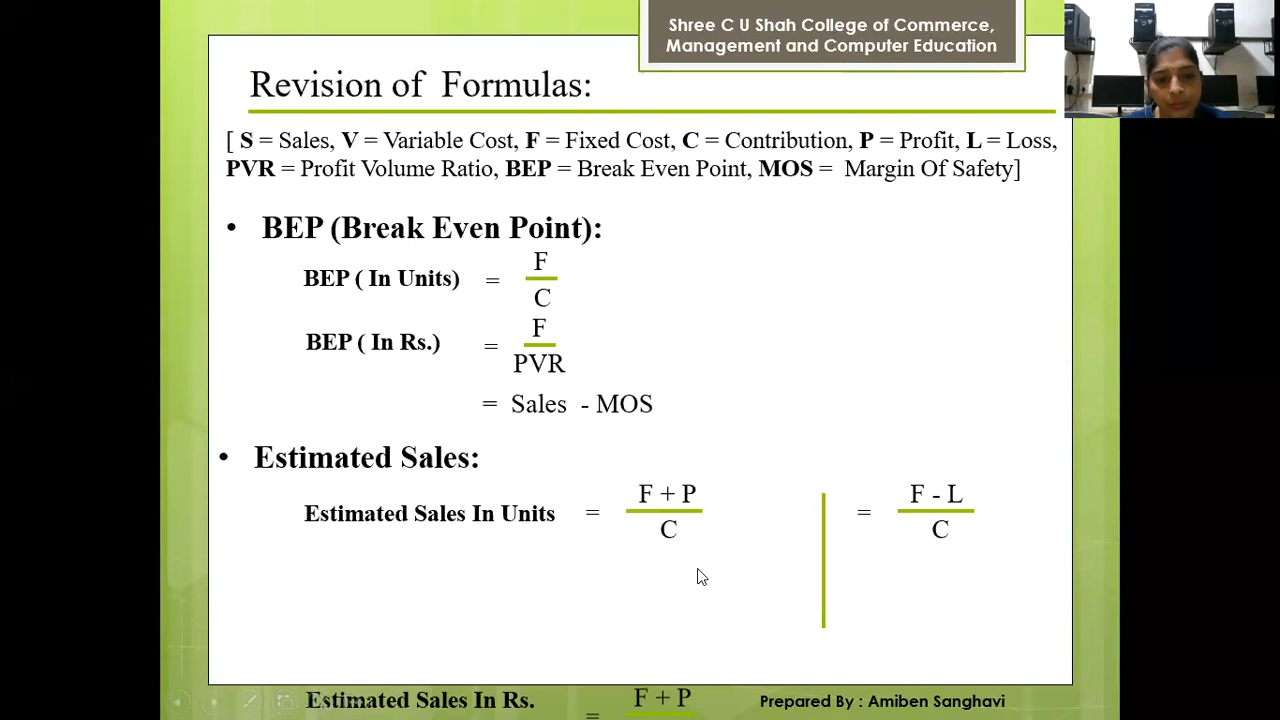 Shree C U Shah College of Commerce,
Management and Computer Education
Revision of Formulas:
[ S = Sales, V = Variable Cost, F = Fixed Cost, C = Contribution, P = Profit, L = Loss,
PVR = Profit Volume Ratio, BEP = Break Even Point, MOS = Margin Of Safety]
• BEP (Break Even Point):
F
BEP ( In Units) =
C
F
BEP ( In Rs.) =
PVR
= Sales - MOS
• Estimated Sales:
F + P F - L
Estimated Sales In Units = =
C C
Estimated Sales In Rs. = F + P
Prepared By : Amiben Sanghavi